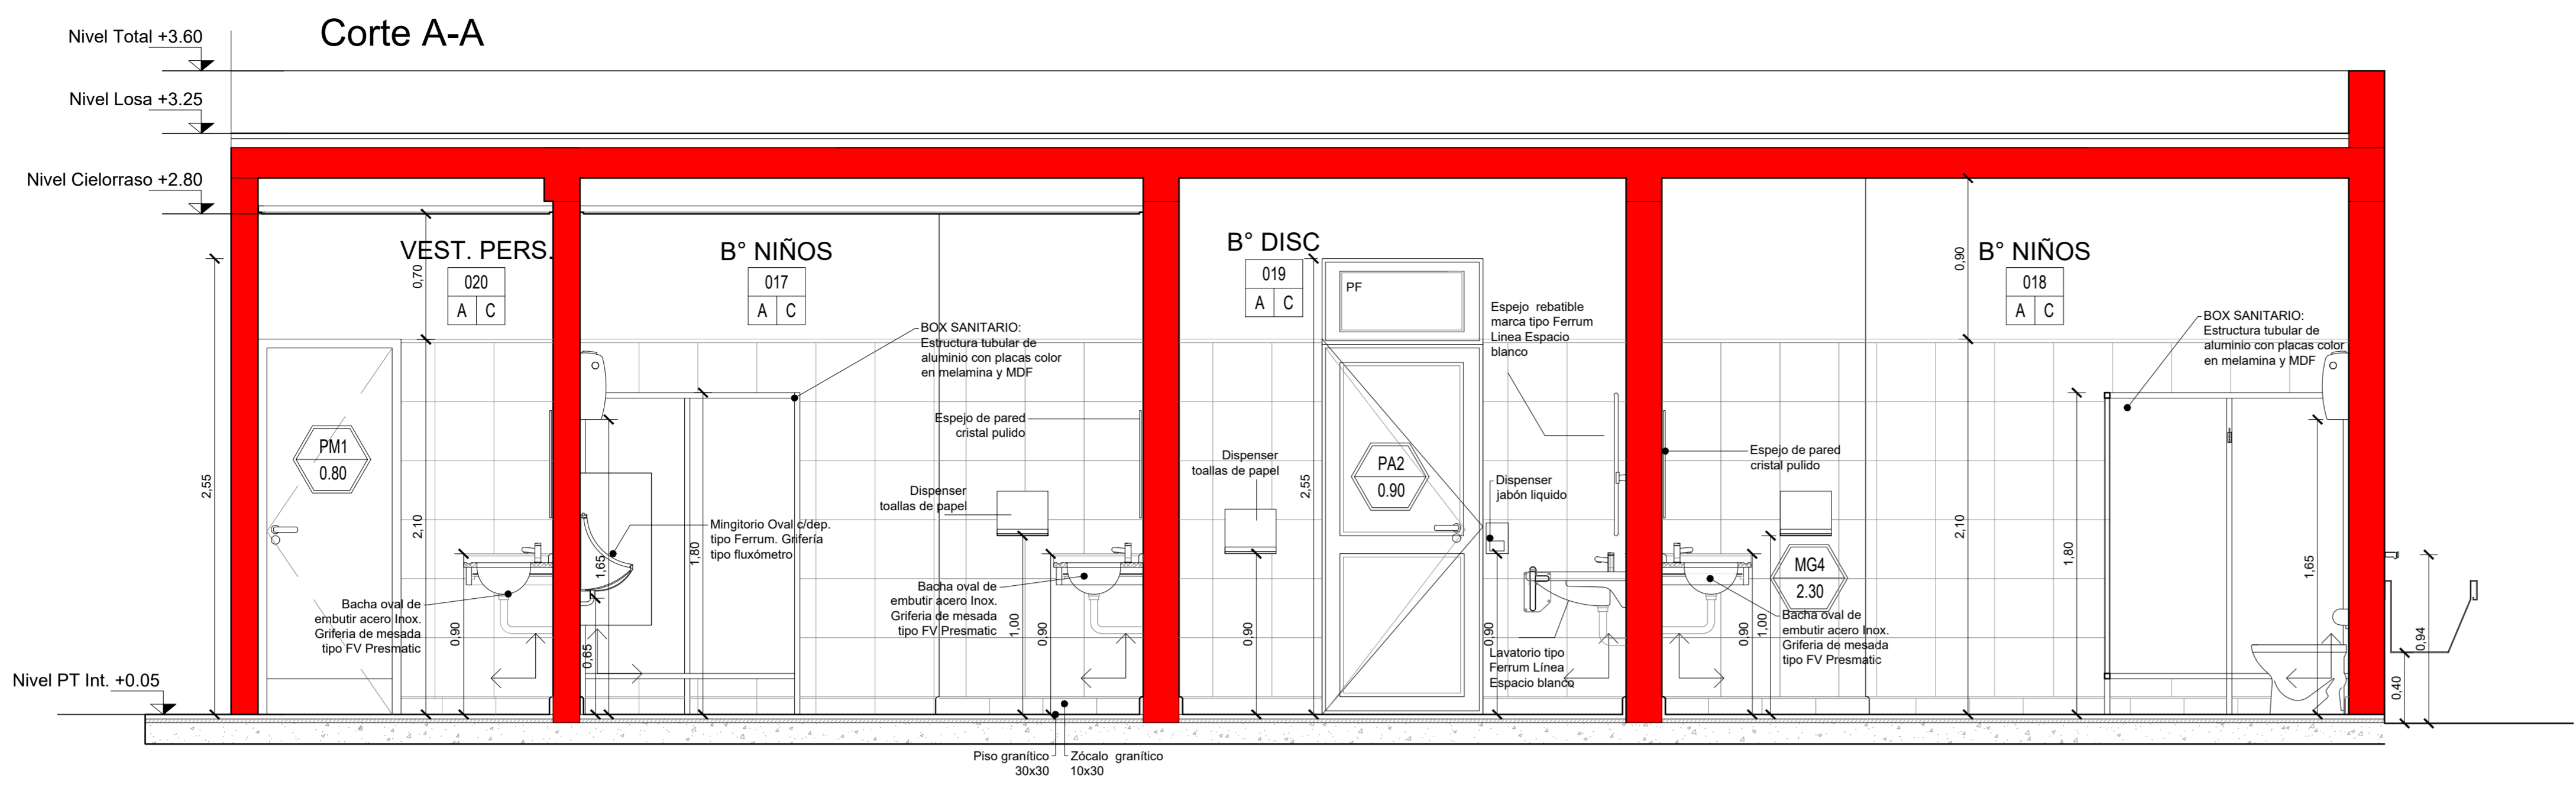 Corte A-A
Nivel Total +3.60
Nivel Losa +3.25
Nivel Cielorraso +2.80
Nivel PT Int. +0.05
2,55
VEST. PERS.
020
A C
0,70
2,10
PM1
0.80
Bacha oval de
embutir acero Inox.
Griferia de mesada
tipo FV Presmatic
0,90
B° NIÑOS
017
A C
BOX SANITARIO:
Estructura tubular de
aluminio con placas color
en melamina y MDF
Espejo de pared
cristal pulido
Dispenser
toallas de papel
Mingitorio Oval c/dep.
tipo Ferrum. Grifería
tipo fluxómetro
1,65
0,65
1,80
Bacha oval de
embutir acero Inox.
Griferia de mesada
tipo FV Presmatic
1,00
0,90
Piso granítico
30x30
Zócalo granítico
10x30
B° DISC
019
A C
PF
2,55
PA2
0.90
Dispenser
toallas de papel
0,90
Espejo rebatible
marca tipo Ferrum
Linea Espacio
blanco
Dispenser
jabón liquido
0,90
Lavatorio tipo
Ferrum Línea
Espacio blanco
B° NIÑOS
018
A C
0,90
2,10
Espejo de pared
cristal pulido
MG4
2.30
Bacha oval de
embutir acero Inox.
Griferia de mesada
tipo FV Presmatic
0,90
1,00
BOX SANITARIO:
Estructura tubular de
aluminio con placas color
en melamina y MDF
1,80
1,65
0,40
0,94